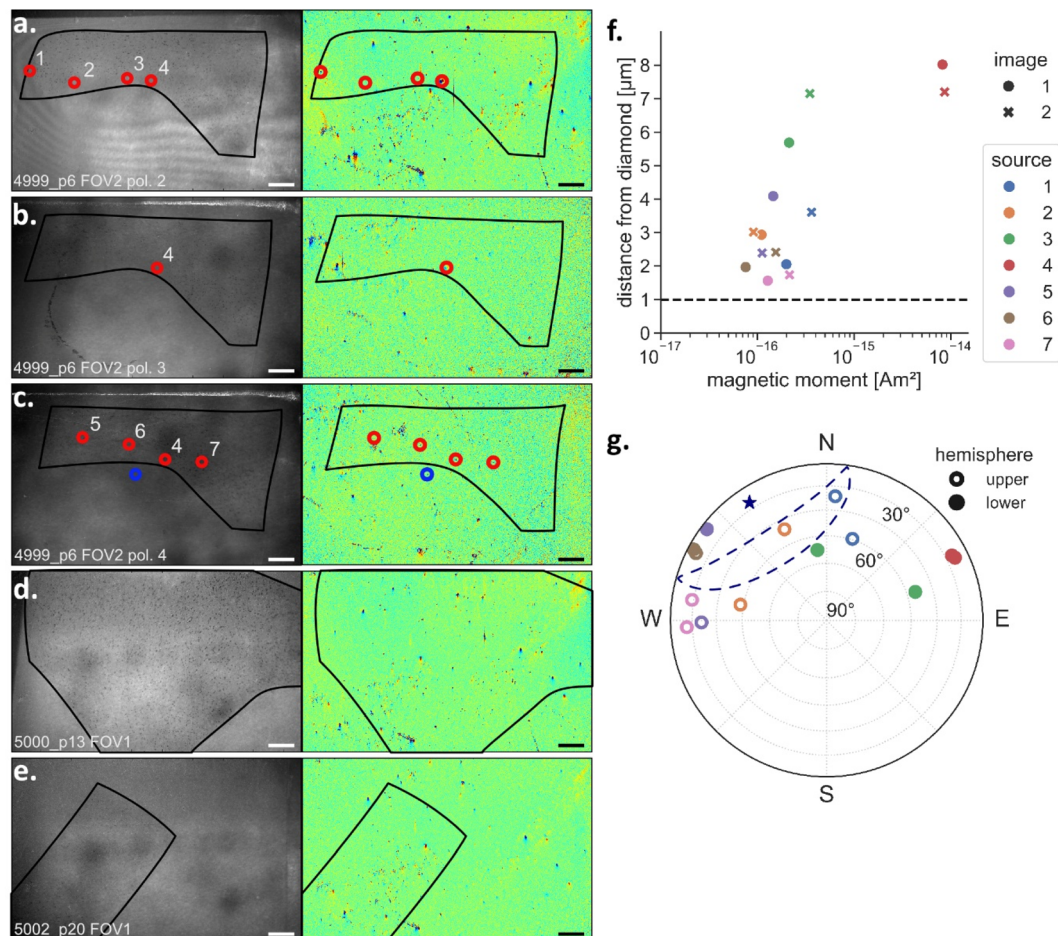 a.
1
2
3
4
4999_p6 FOV2 pol. 2
b.
4
4999_p6 FOV2 pol. 3
c.
5
6
4
7
4999_p6 FOV2 pol. 4
d.
5000_p13 FOV1
e.
5002_p20 FOV1
f.
distance from diamond [µm]
8
7
6
5
4
3
2
1
0
10⁻¹⁷
10⁻¹⁶
10⁻¹⁵
10⁻¹⁴
magnetic moment [Am²]
image
1
2
source
1
2
3
4
5
6
7
g.
N
hemisphere
upper
lower
30°
60°
W
90°
E
S